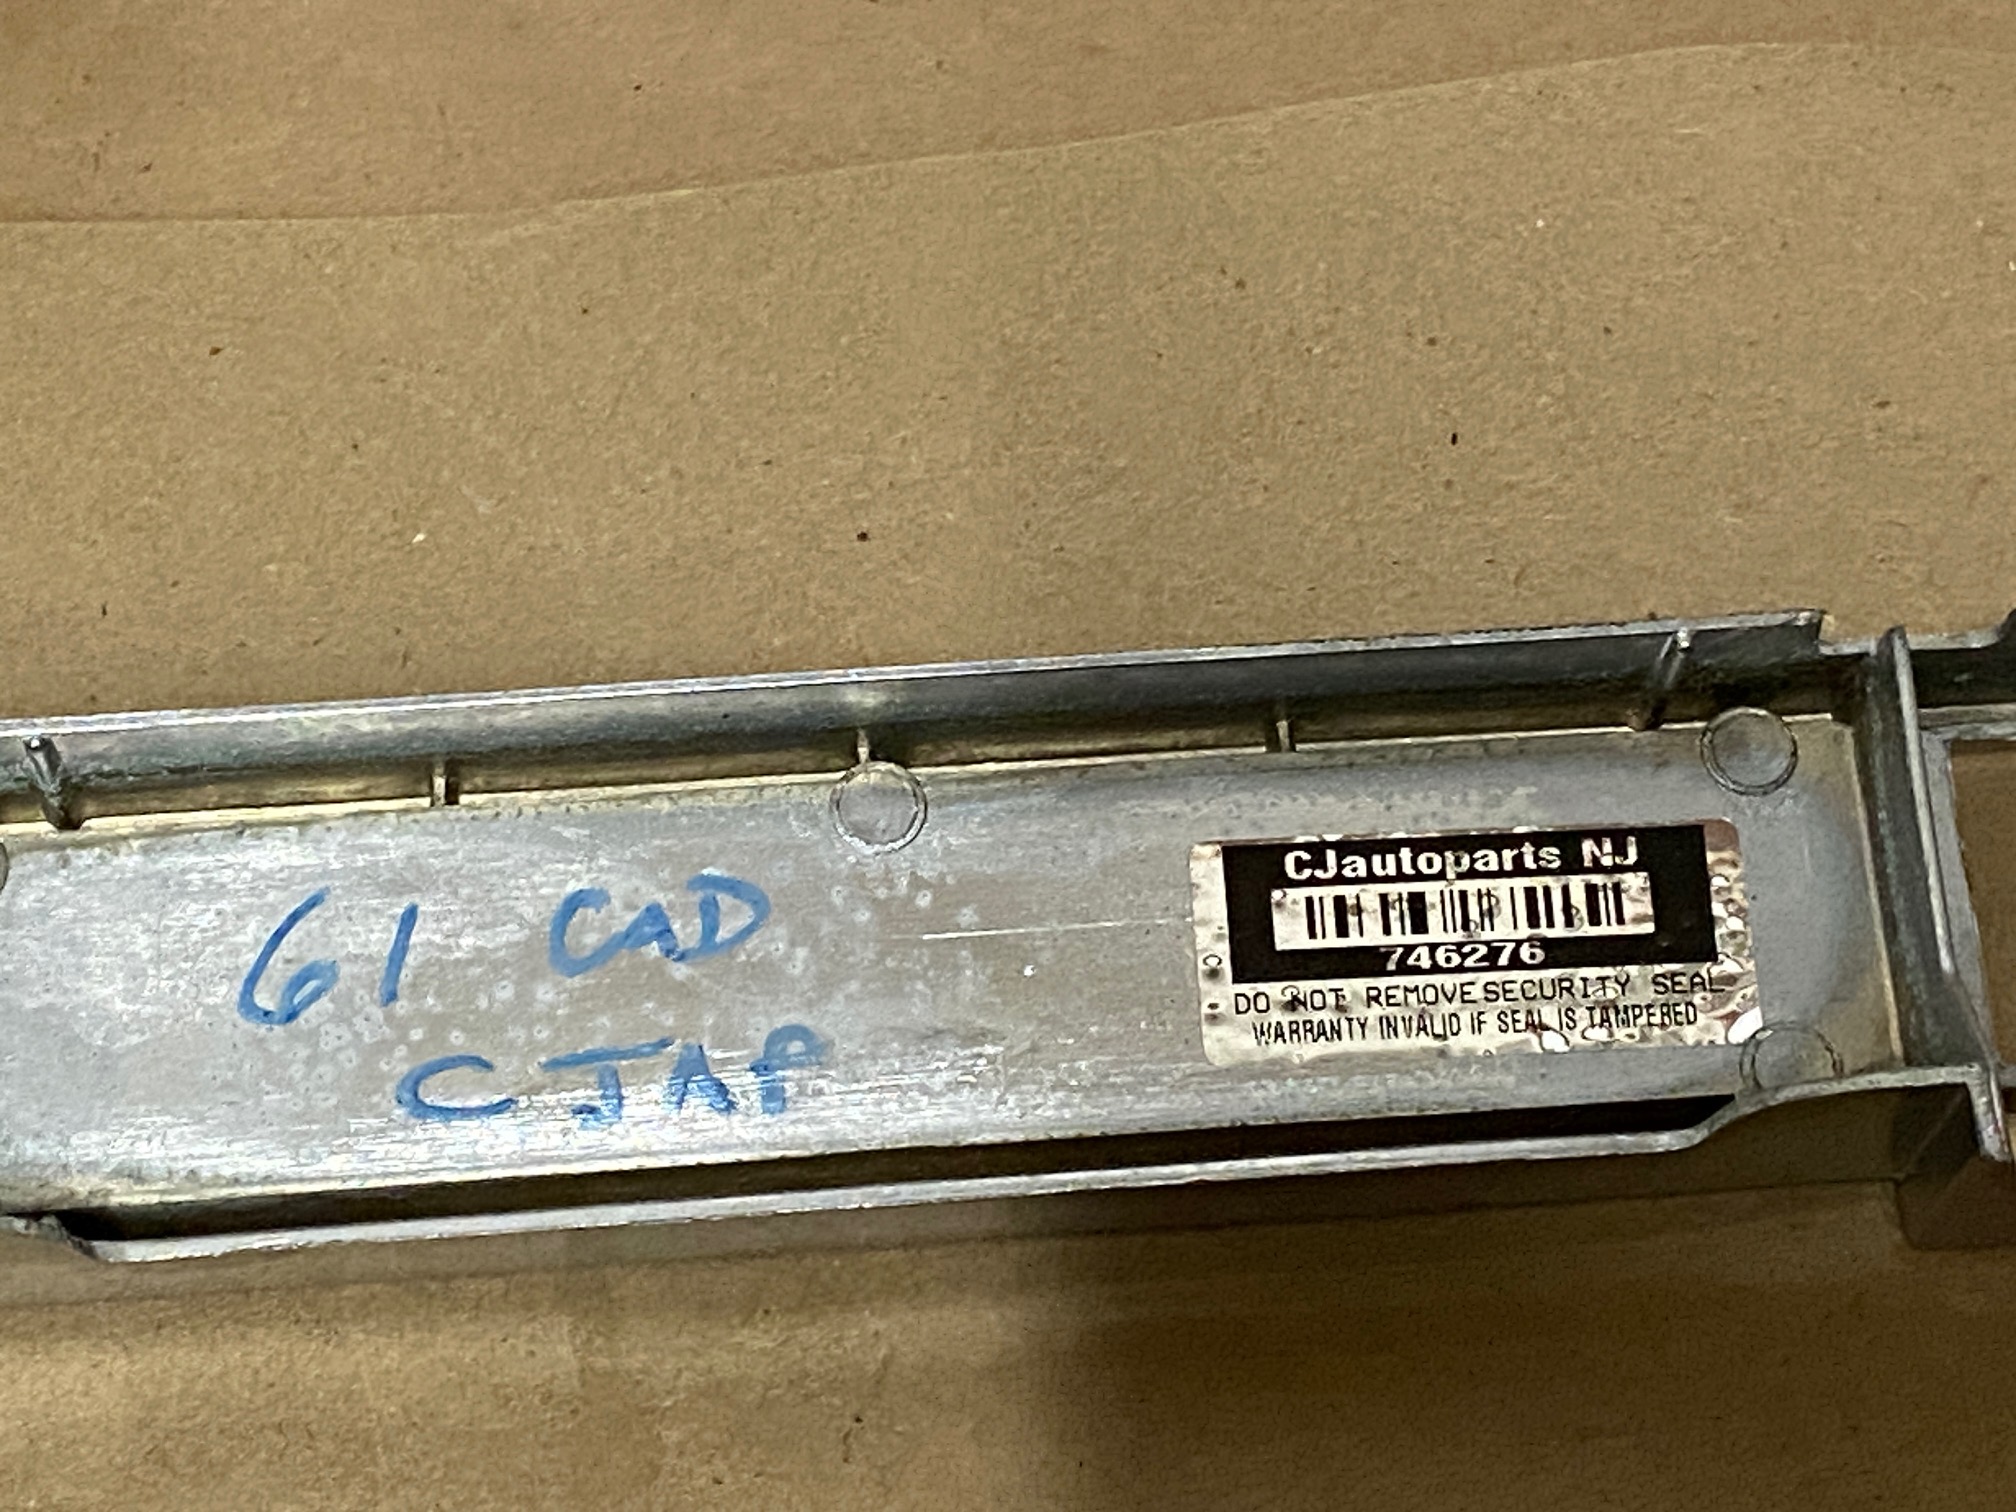 61 CAD
CJAP
CJautoparts NJ
746276
DO NOT REMOVE SECURITY SEAL
WARRANTY INVALID IF SEAL IS TAMPERED